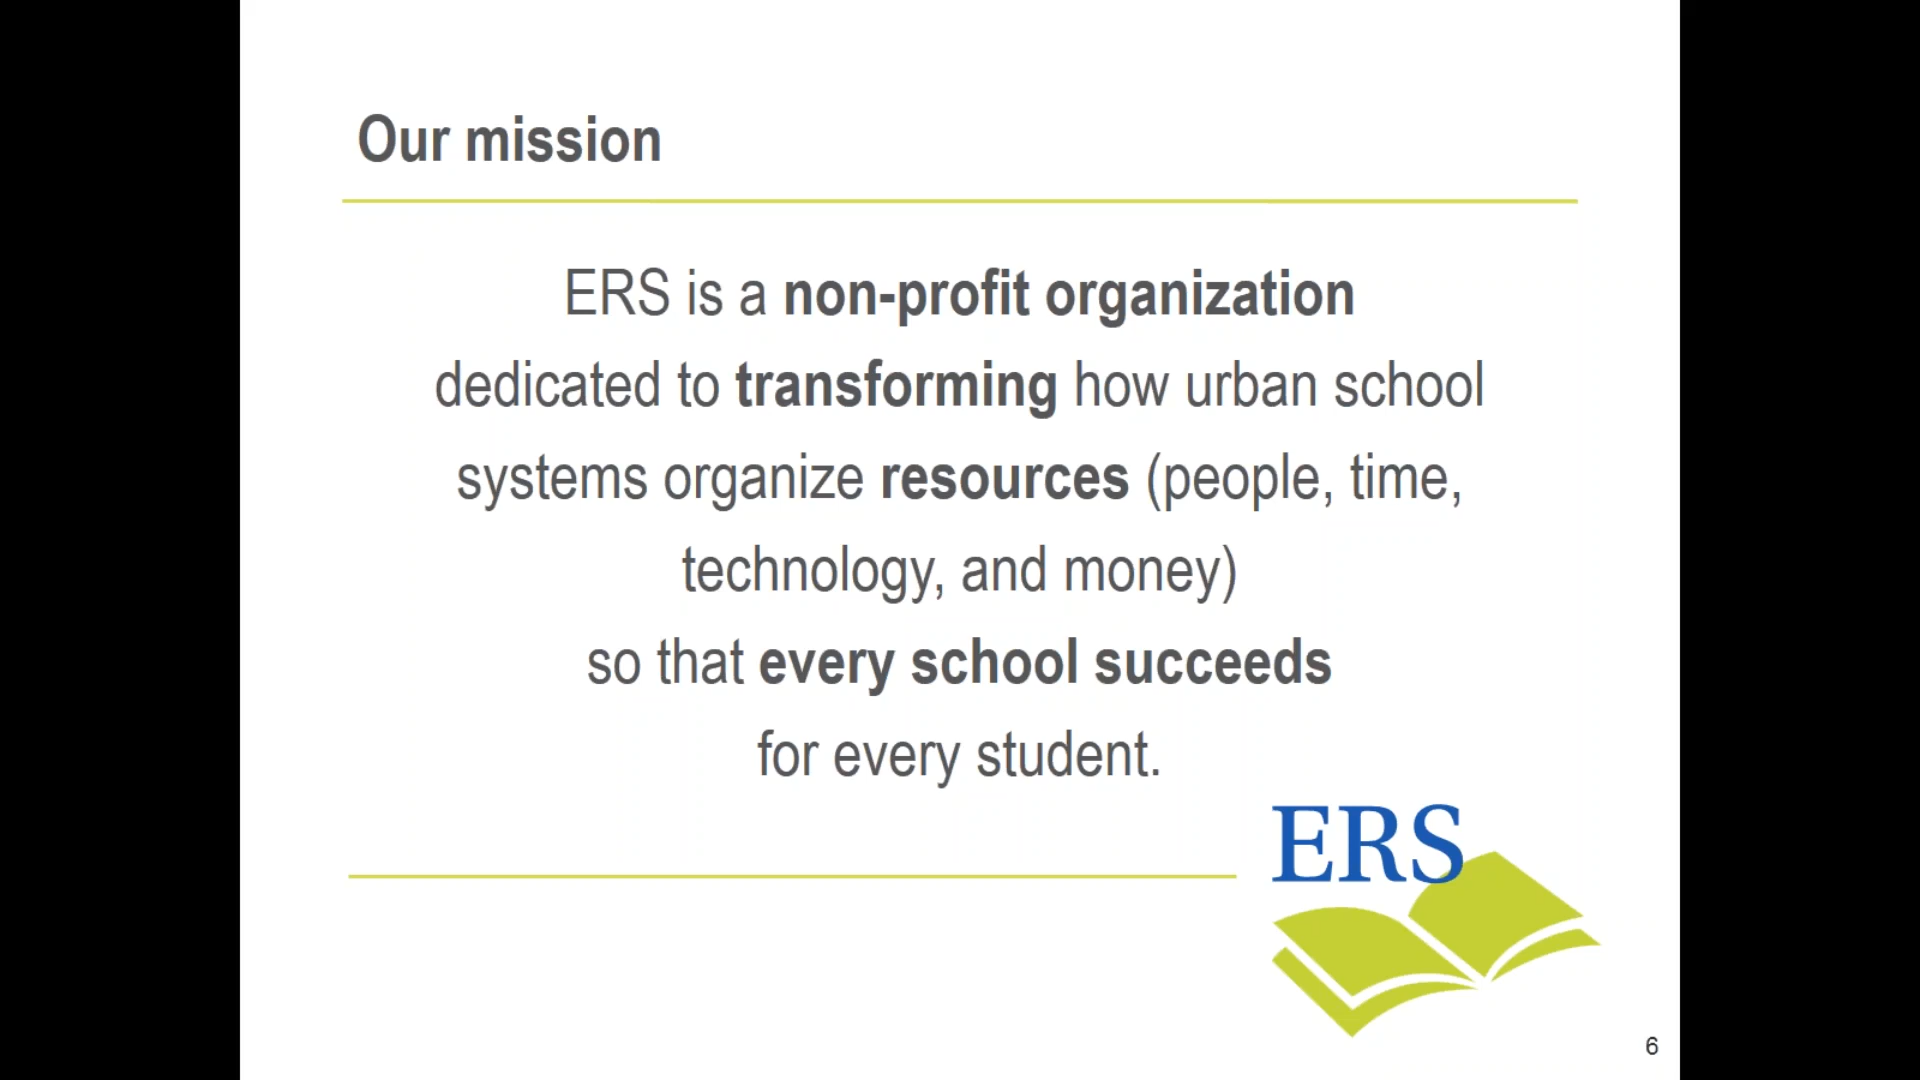 Our mission
ERS is a non-profit organization
dedicated to transforming how urban school
systems organize resources (people, time,
technology, and money)
so that every school succeeds
for every student.
ERS
6